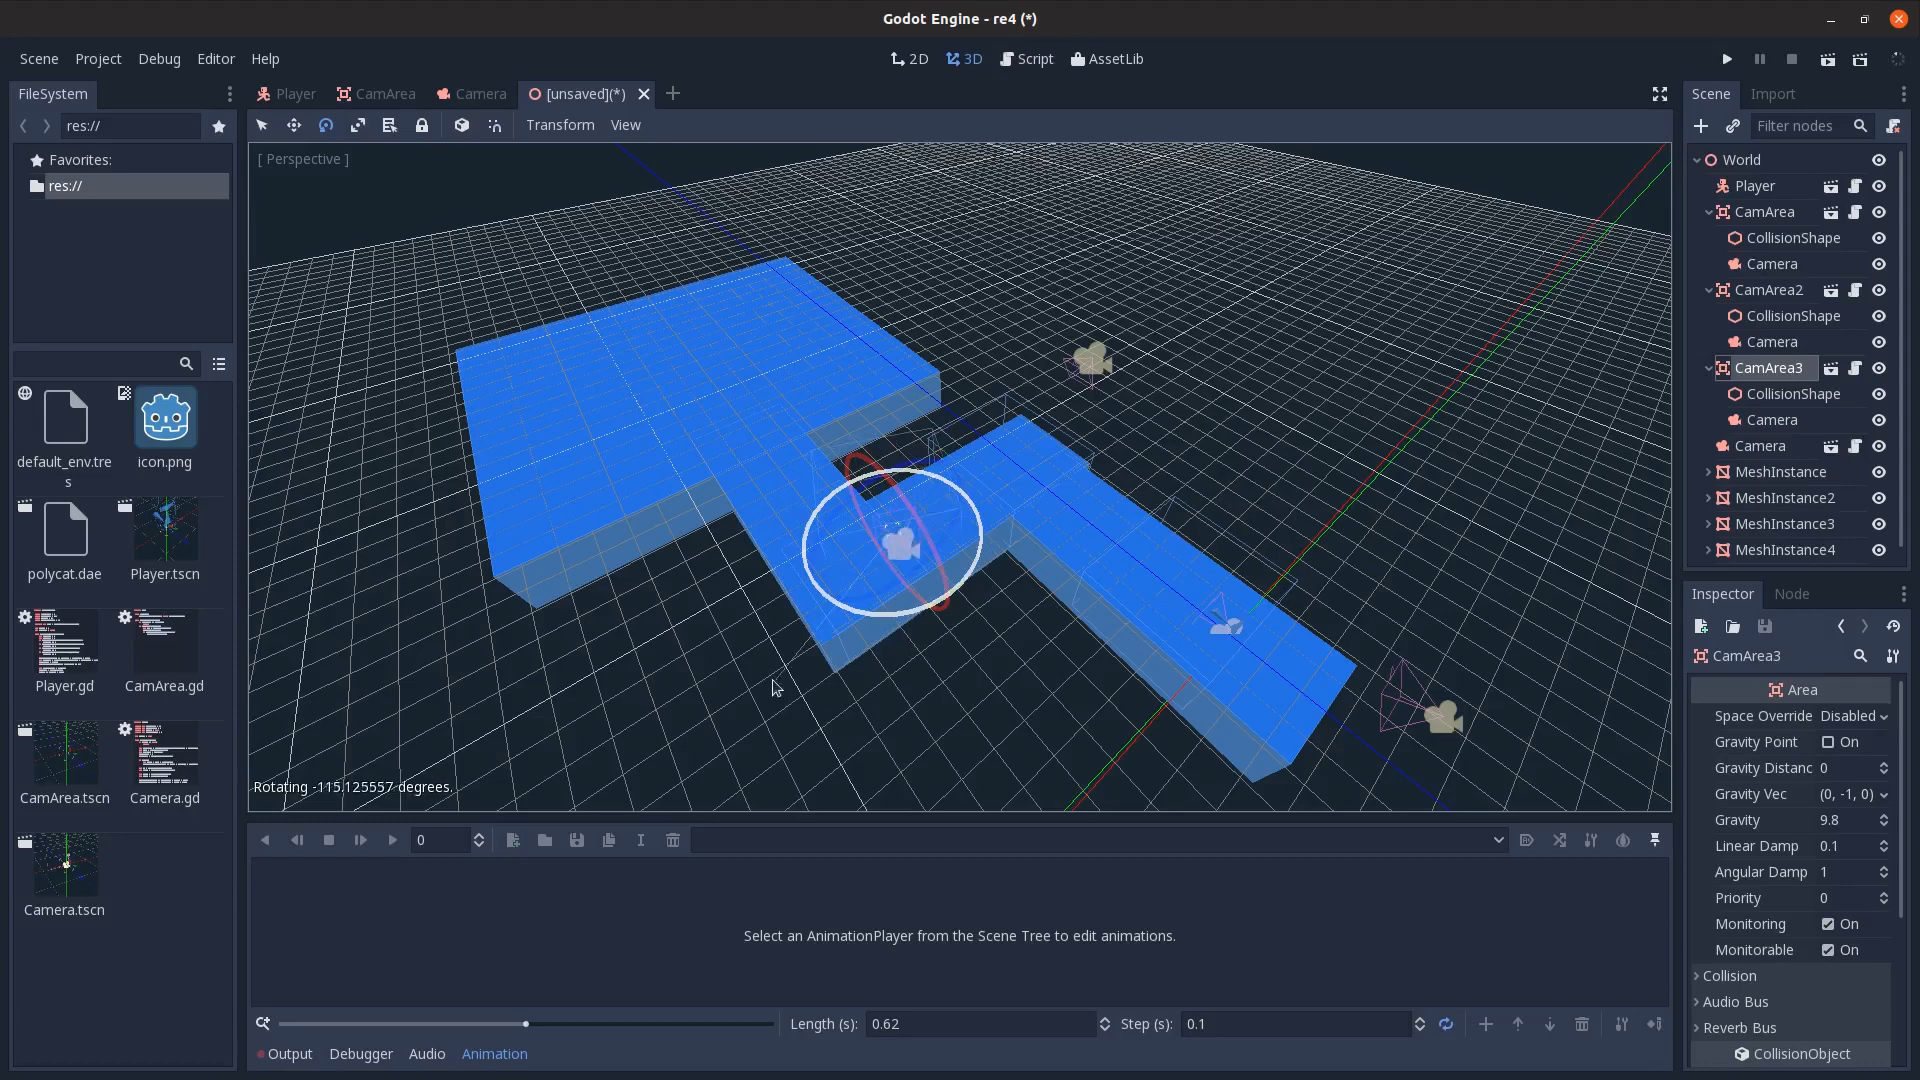 Godot Engine - re4 (*)
Scene Project Debug Editor Help
2D 3D Script AssetLib
FileSystem
res://
Favorites:
res://
default_env.tres
icon.png
polycat.dae
Player.tscn
Player.gd
CamArea.gd
CamArea.tscn
Camera.gd
Camera.tscn
Player CamArea Camera [unsaved](*)
Transform View
[ Perspective ]
Rotating -115.125557 degrees.
0
Select an AnimationPlayer from the Scene Tree to edit animations.
Length (s): 0.62 Step (s): 0.1
Output Debugger Audio Animation
Scene Import
Filter nodes
World
Player
CamArea
CollisionShape
Camera
CamArea2
CollisionShape
Camera
CamArea3
CollisionShape
Camera
Camera
MeshInstance
MeshInstance2
MeshInstance3
MeshInstance4
Inspector Node
CamArea3
Area
Space Override Disabled
Gravity Point On
Gravity Distanc 0
Gravity Vec (0, -1, 0)
Gravity 9.8
Linear Damp 0.1
Angular Damp 1
Priority 0
Monitoring On
Monitorable On
Collision
Audio Bus
Reverb Bus
CollisionObject